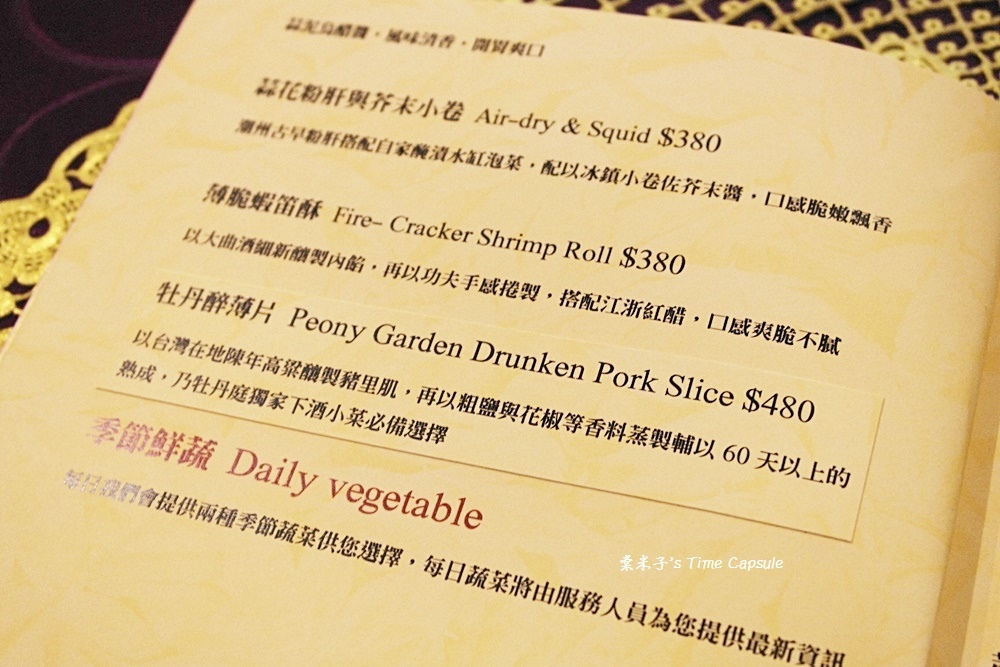 蒜泥烏醋醬，風味清香，開胃爽口
蒜花粉肝與芥末小卷 Air-dry & Squid $380
潮州古早粉肝搭配自家醃漬水缸泡菜，配以冰鎮小卷佐芥末醬，口感脆嫩飄香
薄脆蝦笛酥 Fire- Cracker Shrimp Roll $380
以大曲酒細新釀製內餡，再以功夫手感捲製，搭配江浙紅醋，口感爽脆不膩
牡丹醉薄片 Peony Garden Drunken Pork Slice $480
以台灣在地陳年高粱釀製豬里肌，再以粗鹽與花椒等香料蒸製輔以 60 天以上的
熟成，乃牡丹庭獨家下酒小菜必備選擇
季節鮮蔬 Daily vegetable
每日我們會提供兩種季節蔬菜供您選擇，每日蔬菜將由服務人員為您提供最新資訊
彙米子's Time Capsule